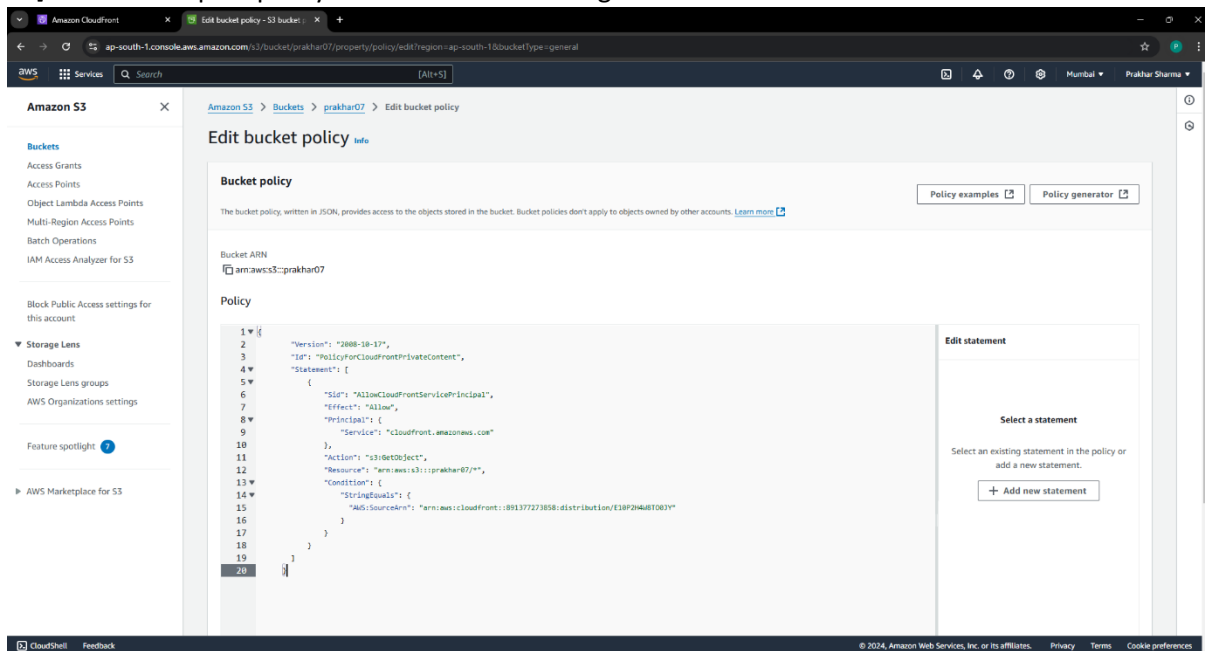 Amazon CloudFront
Edit bucket policy - S3 bucket p
ap-south-1.console.aws.amazon.com/s3/bucket/prakhar07/property/policy/edit?region=ap-south-1&bucketType=general
aws Services Search [Alt+S] Mumbai Prakhar Sharma
Amazon S3
Buckets
Access Grants
Access Points
Object Lambda Access Points
Multi-Region Access Points
Batch Operations
IAM Access Analyzer for S3
Block Public Access settings for
this account
Storage Lens
Dashboards
Storage Lens groups
AWS Organizations settings
Feature spotlight 7
AWS Marketplace for S3
Amazon S3 > Buckets > prakhar07 > Edit bucket policy
Edit bucket policy Info
Bucket policy
The bucket policy, written in JSON, provides access to the objects stored in the bucket. Bucket policies don't apply to objects owned by other accounts. Learn more
Policy examples
Policy generator
Bucket ARN
arn:aws:s3:::prakhar07
Policy
1 {
2 "Version": "2008-10-17",
3 "Id": "PolicyForCloudFrontPrivateContent",
4 "Statement": [
5 {
6 "Sid": "AllowCloudFrontServicePrincipal",
7 "Effect": "Allow",
8 "Principal": {
9 "Service": "cloudfront.amazonaws.com"
10 },
11 "Action": "s3:GetObject",
12 "Resource": "arn:aws:s3:::prakhar07/*",
13 "Condition": {
14 "StringEquals": {
15 "AWS:SourceArn":
16 }
17 }
18 }
19 ]
20 }
Edit statement
Select a statement
Select an existing statement in the policy or
add a new statement.
+ Add new statement
CloudShell Feedback © 2024, Amazon Web Services, Inc. or its affiliates. Privacy Terms Cookie preferences